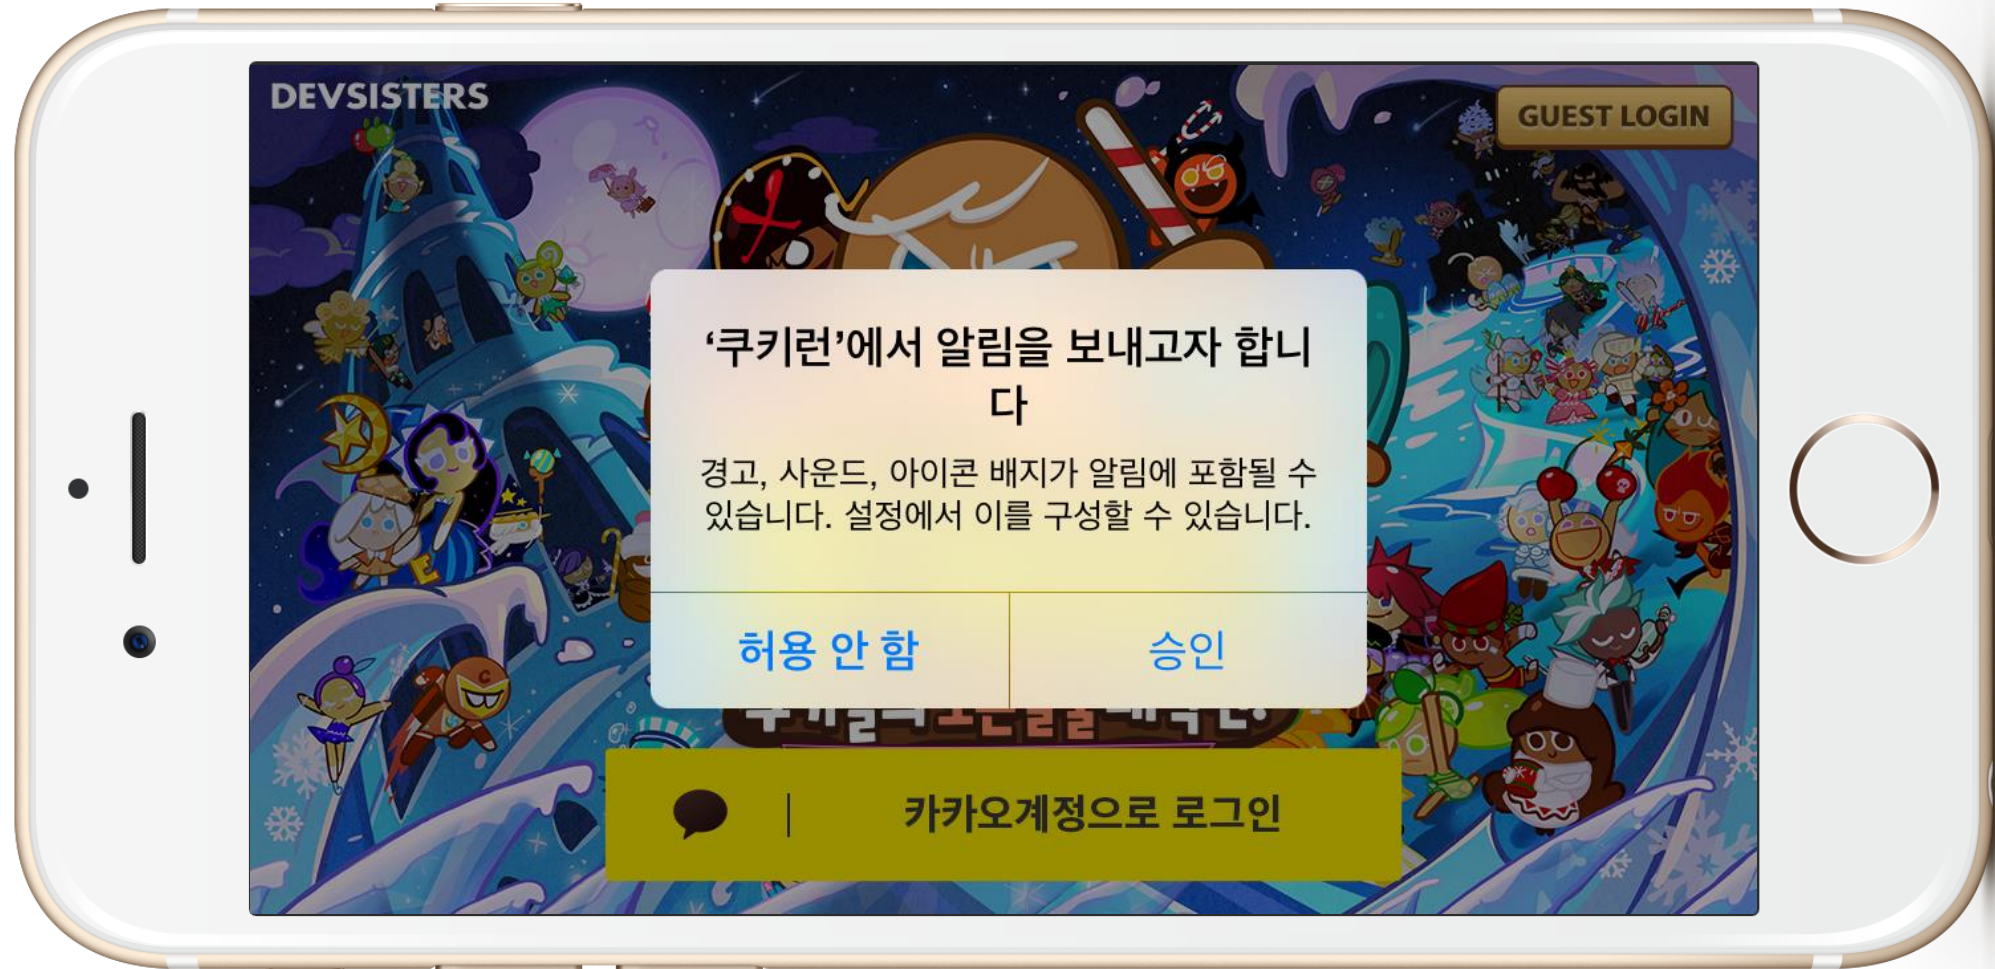 DEVSISTERS
GUEST LOGIN
‘쿠키런’에서 알림을 보내고자 합니
다
경고, 사운드, 아이콘 배지가 알림에 포함될 수
있습니다. 설정에서 이를 구성할 수 있습니다.
허용 안 함
승인
카카오계정으로 로그인